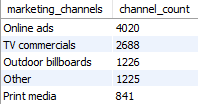 marketing_channels channel_count
Online ads 4020
TV commercials 2688
Outdoor billboards 1226
Other 1225
Print media 841